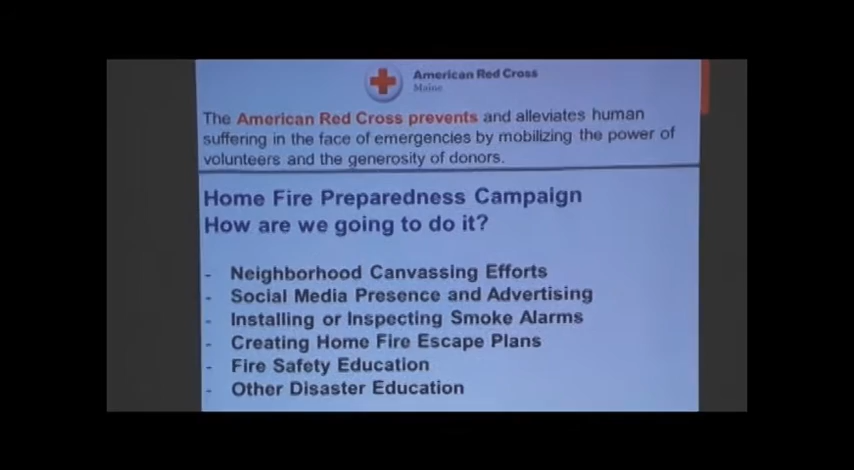 American Red Cross
Maine
The American Red Cross prevents and alleviates human
suffering in the face of emergencies by mobilizing the power of
volunteers and the generosity of donors.
Home Fire Preparedness Campaign
How are we going to do it?
- Neighborhood Canvassing Efforts
- Social Media Presence and Advertising
- Installing or Inspecting Smoke Alarms
- Creating Home Fire Escape Plans
- Fire Safety Education
- Other Disaster Education